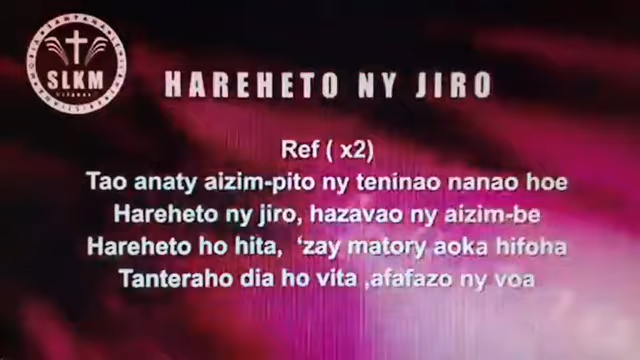 SLKM
HAREHETO NY JIRO
Ref ( x2)
Tao anaty aizim-pito ny teninao nanao hoe
Hareheto ny jiro, hazavao ny aizim-be
Hareheto ho hita, 'zay matory aoka hifoha
Tanteraho dia ho vita ,afafazo ny voa